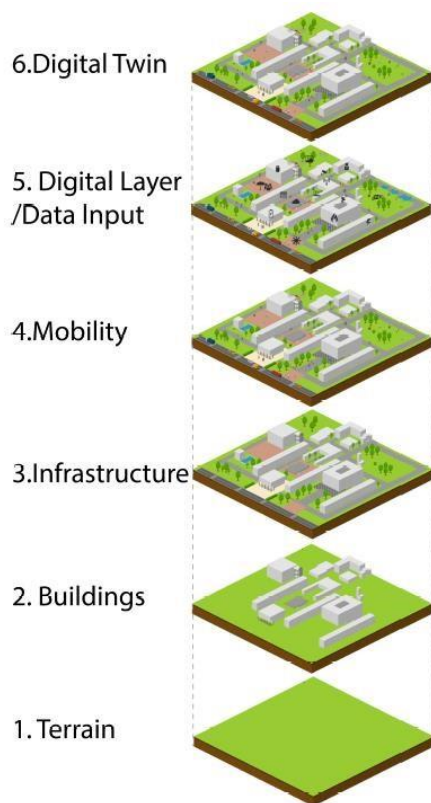 6.Digital Twin
5. Digital Layer
/Data Input
4.Mobility
3.Infrastructure
2. Buildings
1. Terrain